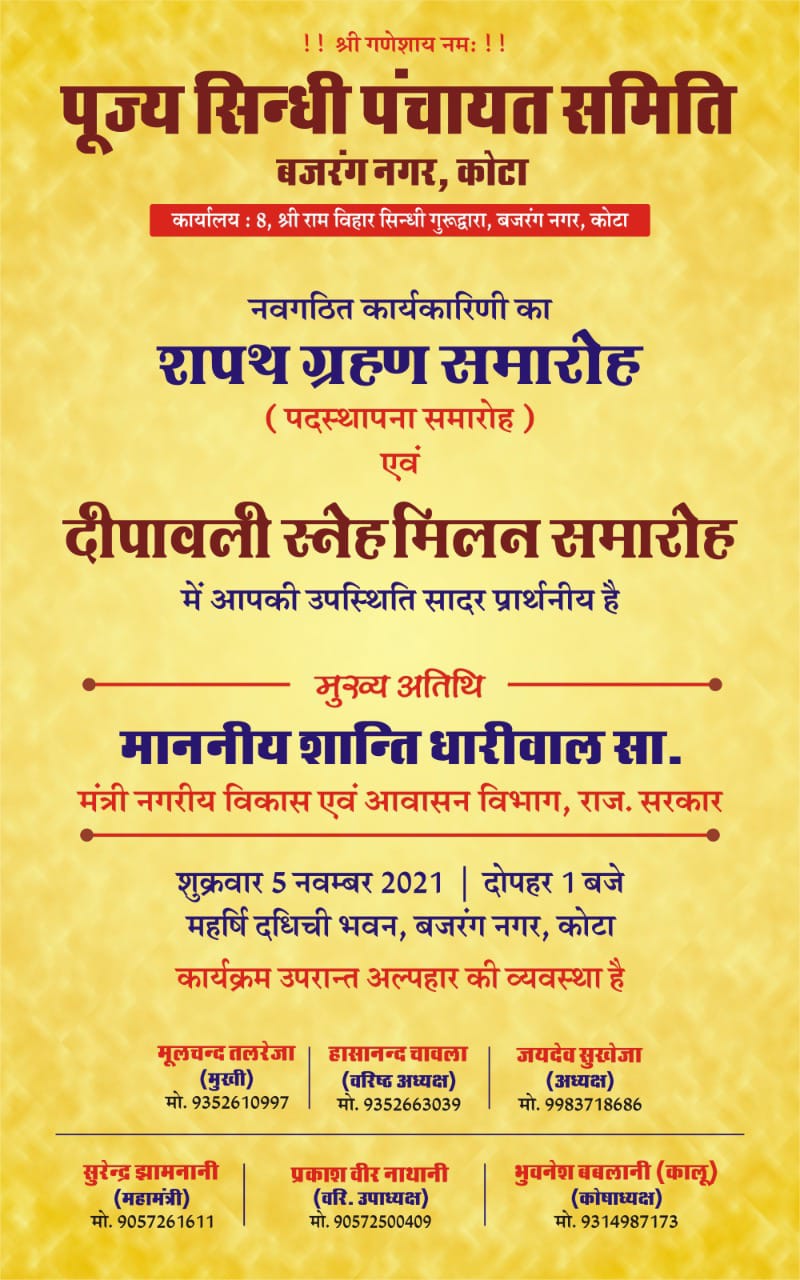 !! श्री गणेशाय नमः !!
पूज्य सिन्धी पंचायत समिति
बजरंग नगर, कोटा
कार्यालय : 8, श्री राम विहार सिन्धी गुरूद्वारा, बजरंग नगर, कोटा
नवगठित कार्यकारिणी का
शपथ ग्रहण समारोह
( पदस्थापना समारोह )
एवं
दीपावली स्नेह मिलन समारोह
में आपकी उपस्थिति सादर प्रार्थनीय है
मुख्य अतिथि
माननीय शान्ति धारीवाल सा.
मंत्री नगरीय विकास एवं आवासन विभाग, राज. सरकार
शुक्रवार 5 नवम्बर 2021 | दोपहर 1 बजे
महर्षि दधिची भवन, बजरंग नगर, कोटा
कार्यक्रम उपरान्त अल्पहार की व्यवस्था है
मूलचन्द तलरेजा
(मुखी)
मो. 9352610997
हासानन्द चावला
(वरिष्ठ अध्यक्ष)
मो. 9352663039
जयदेव सुखेजा
(अध्यक्ष)
मो. 9983718686
सुरेन्द्र झामनानी
(महामंत्री)
मो. 9057261611
प्रकाश वीर नाथानी
(वरि. उपाध्यक्ष)
मो. 90572500409
भुवनेश बबलानी (कालू)
(कोषाध्यक्ष)
मो. 9314987173